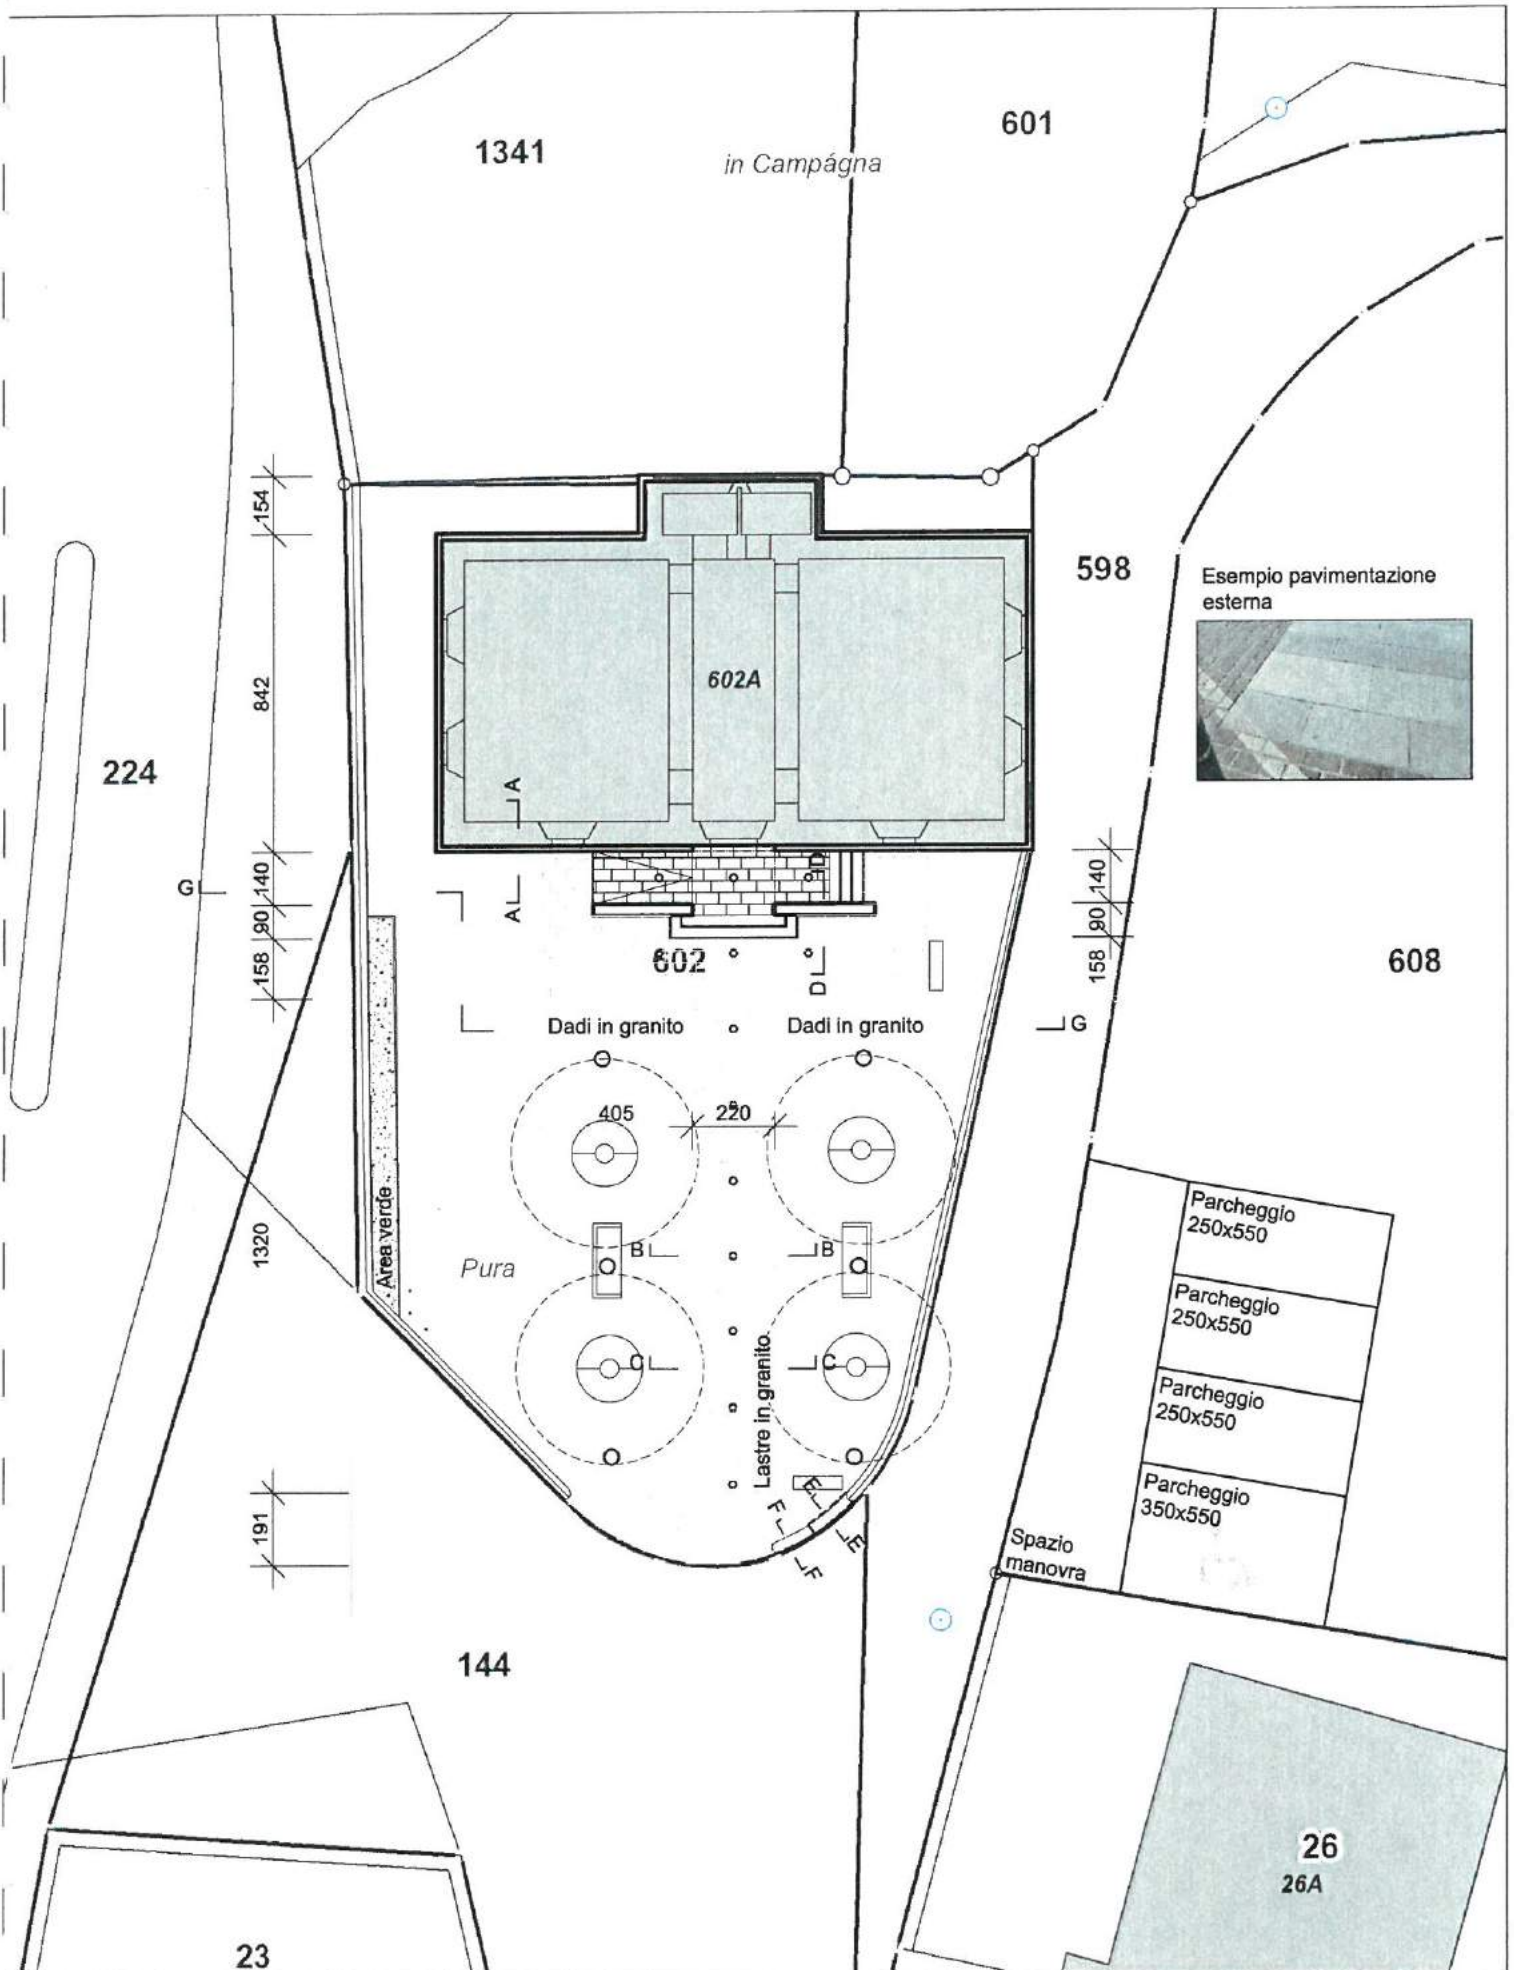 1341
in Campágna
601
154
842
598
Esempio pavimentazione
esterna
602A
224
A
D
140
90
158
G
A
602
D
140
90
158
608
G
Dadi in granito
Dadi in granito
405
220
Area verde
1320
Pura
B
B
C
C
Lastre in granito
Parcheggio
250x550
Parcheggio
250x550
Parcheggio
250x550
Parcheggio
350x550
Spazio
manovra
191
E
F
E
F
144
26
26A
23